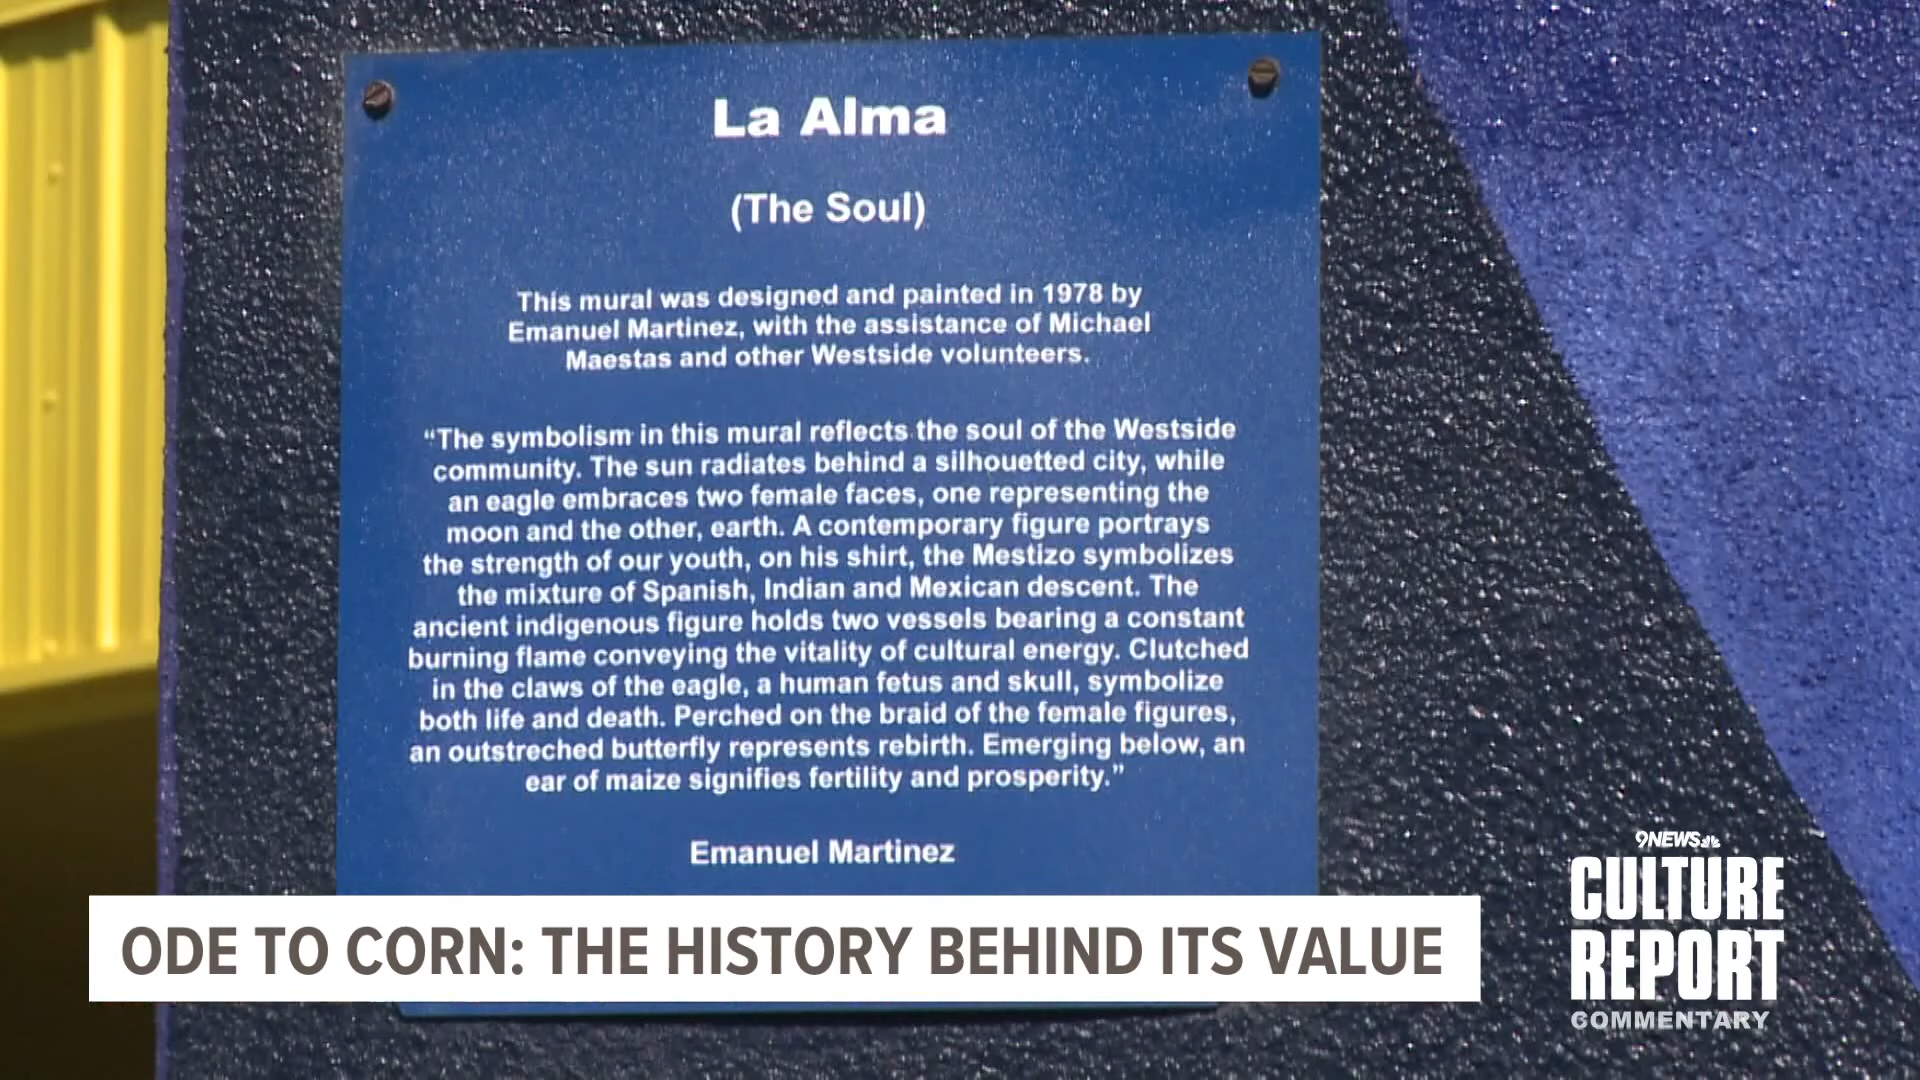 La Alma
(The Soul)
This mural was designed and painted in 1978 by
Emanuel Martinez, with the assistance of Michael
Maestas and other Westside volunteers.
“The symbolism in this mural reflects the soul of the Westside
community. The sun radiates behind a silhouetted city, while
an eagle embraces two female faces, one representing the
moon and the other, earth. A contemporary figure portrays
the strength of our youth, on his shirt, the Mestizo symbolizes
the mixture of Spanish, Indian and Mexican descent. The
ancient indigenous figure holds two vessels bearing a constant
burning flame conveying the vitality of cultural energy. Clutched
in the claws of the eagle, a human fetus and skull, symbolize
both life and death. Perched on the braid of the female figures,
an outstreched butterfly represents rebirth. Emerging below, an
ear of maize signifies fertility and prosperity.”
Emanuel Martinez
ODE TO CORN: THE HISTORY BEHIND ITS VALUE
9NEWS
CULTURE
REPORT
COMMENTARY